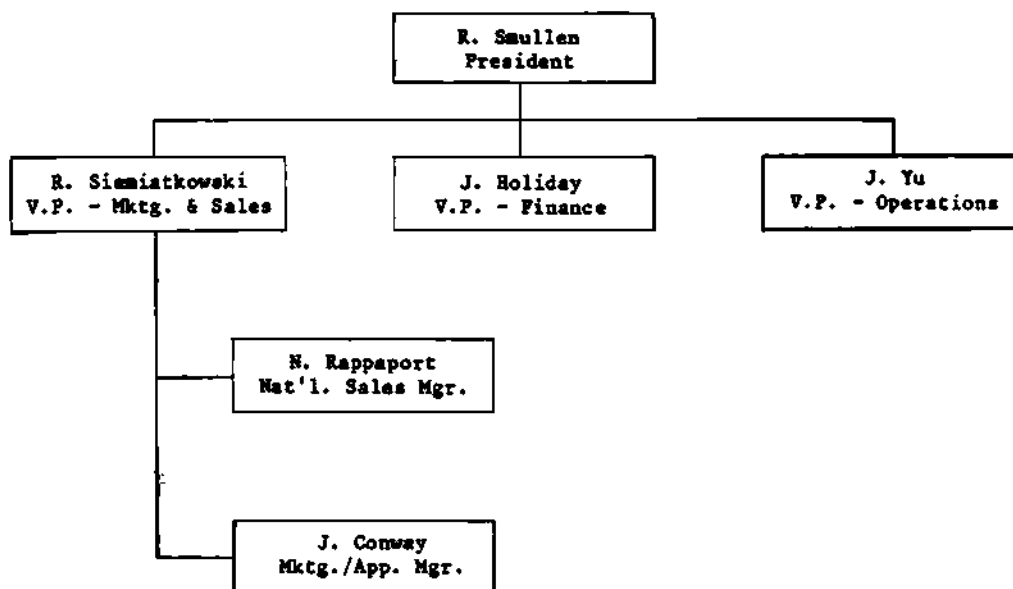 R. Smullen
President
R. Siemiatkowski
V.P. - Mktg. & Sales
J. Holiday
V.P. - Finance
J. Yu
V.P. - Operations
N. Rappaport
Nat'l. Sales Mgr.
J. Conway
Mktg./App. Mgr.